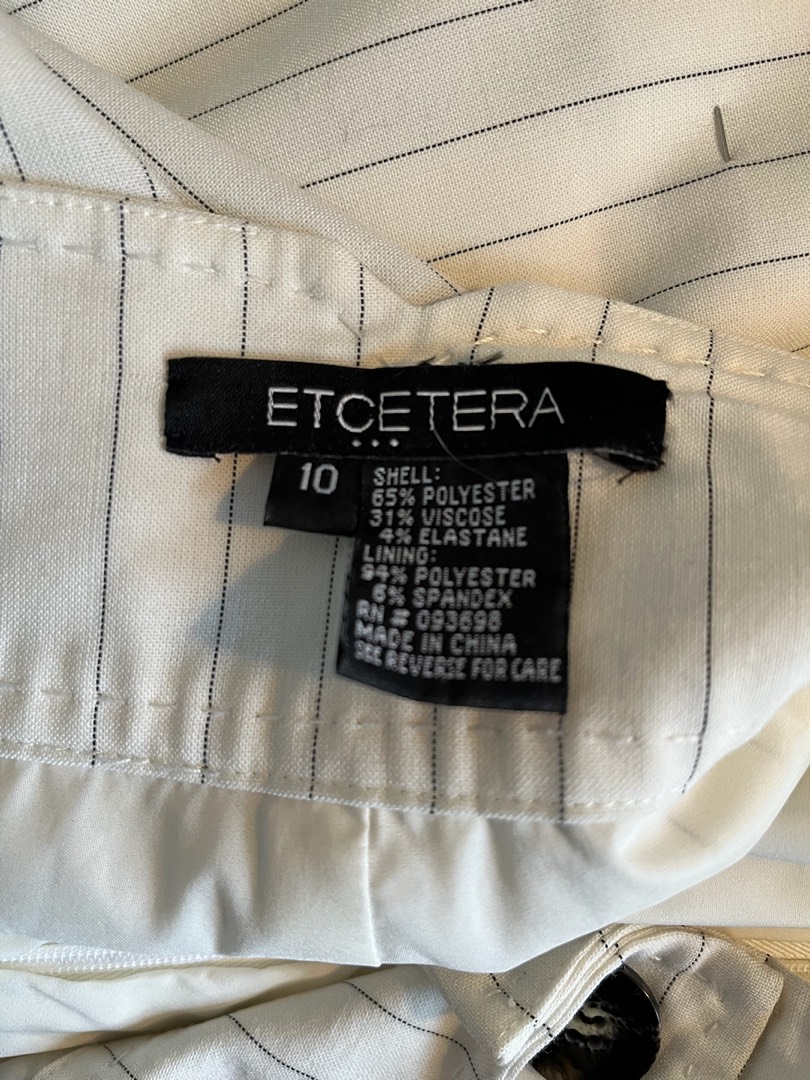 ETCETERA
...
10
SHELL:
65% POLYESTER
31% VISCOSE
4% ELASTANE
LINING:
94% POLYESTER
6% SPANDEX
RN # 093698
MADE IN CHINA
SEE REVERSE FOR CARE